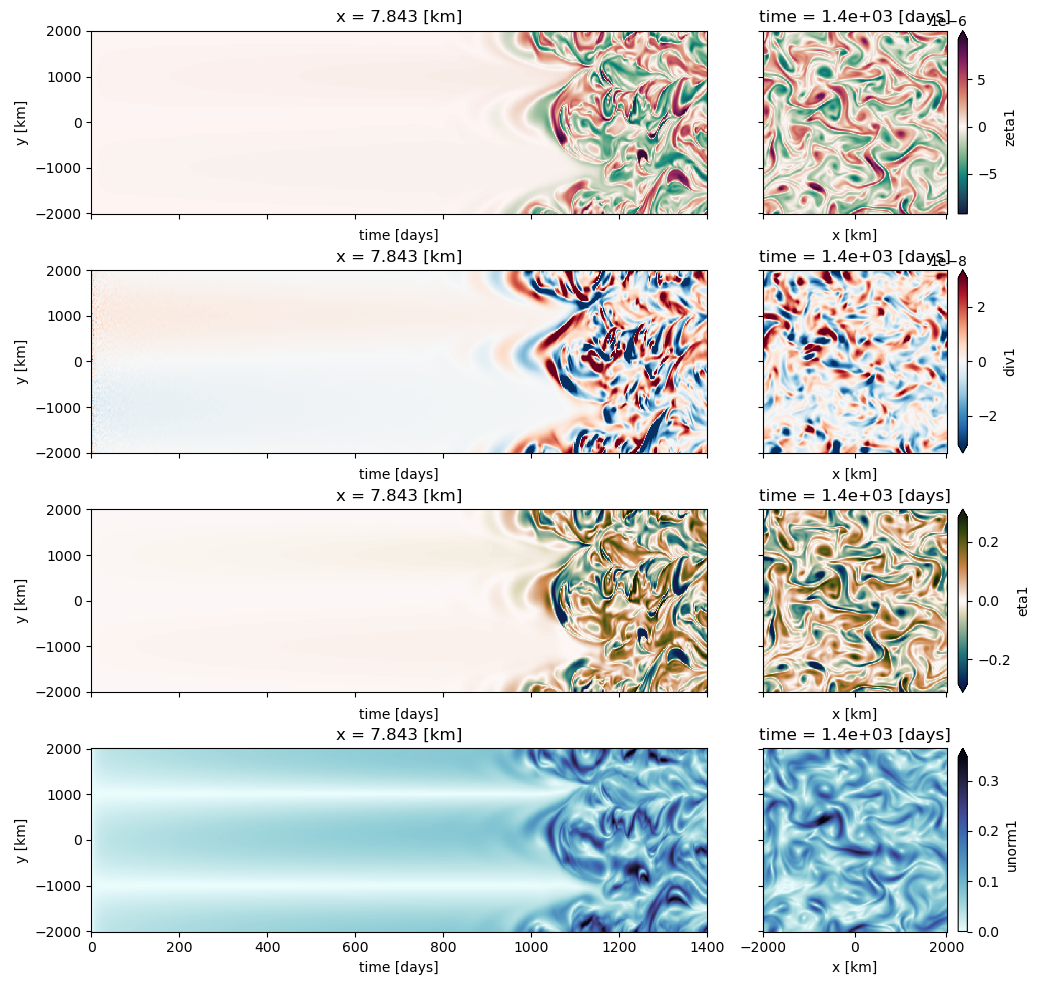 x = 7.843 [km]
time = 1.4e+03 [days]
1e−6
2000
1000
0
−1000
−2000
y [km]
5
0
−5
zeta1
time [days]
x [km]
x = 7.843 [km]
time = 1.4e+03 [days]
1e−8
2000
1000
0
−1000
−2000
y [km]
2
0
−2
div1
time [days]
x [km]
x = 7.843 [km]
time = 1.4e+03 [days]
2000
1000
0
−1000
−2000
y [km]
0.2
0.0
−0.2
eta1
time [days]
x [km]
x = 7.843 [km]
time = 1.4e+03 [days]
2000
1000
0
−1000
−2000
y [km]
0.3
0.2
0.1
0.0
unorm1
0 200 400 600 800 1000 1200 1400
−2000 0 2000
time [days]
x [km]